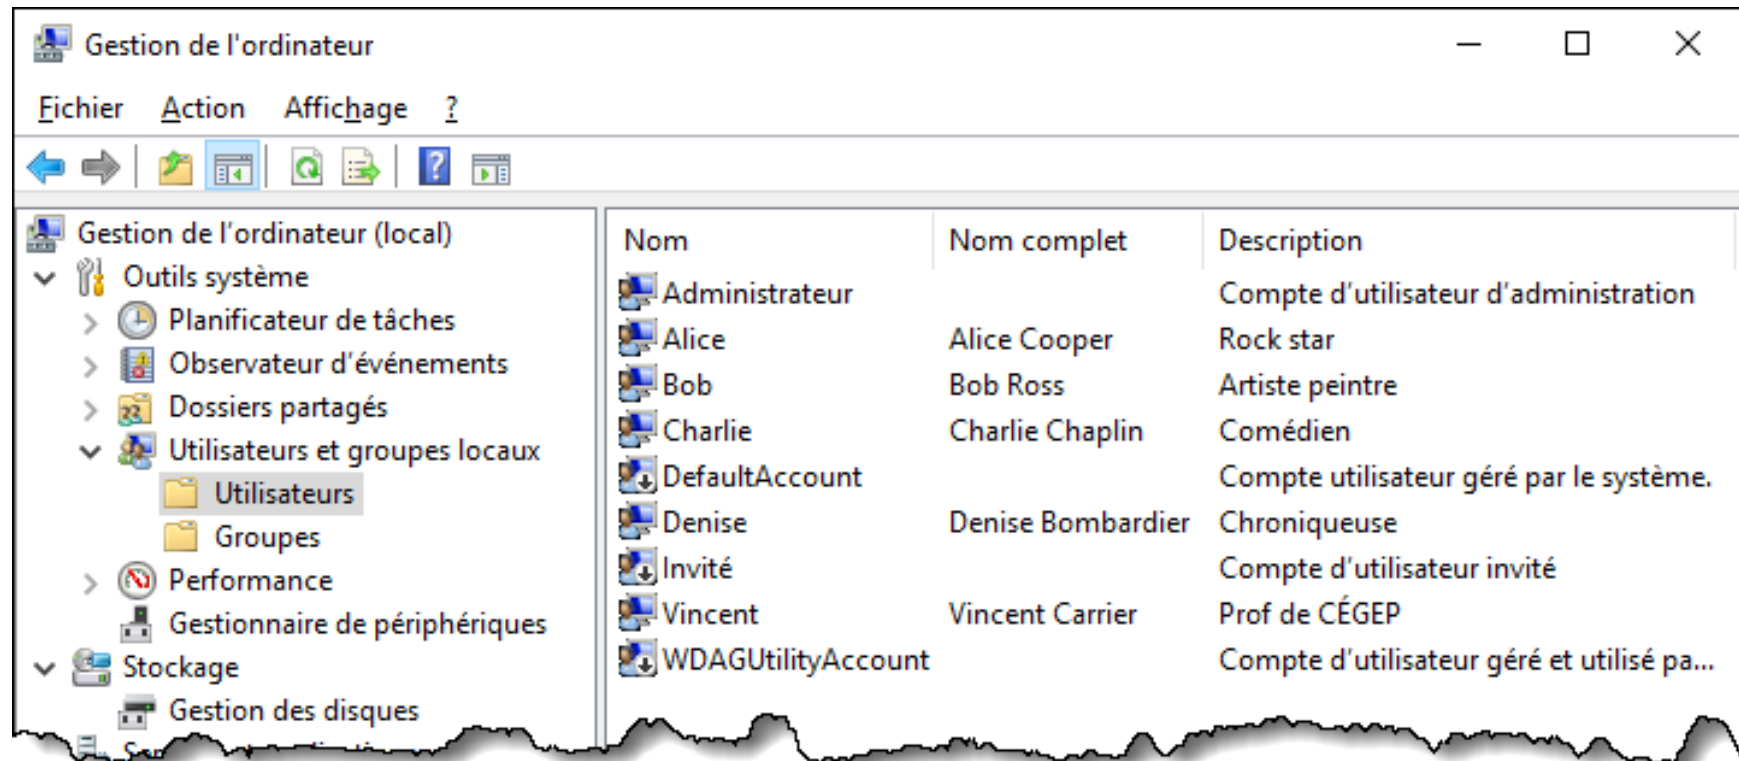 Gestion de l'ordinateur
Fichier Action Affichage ?
Gestion de l'ordinateur (local)
Outils système
Planificateur de tâches
Observateur d'événements
Dossiers partagés
Utilisateurs et groupes locaux
Utilisateurs
Groupes
Performance
Gestionnaire de périphériques
Stockage
Gestion des disques
Nom Nom complet Description
Administrateur Compte d'utilisateur d'administration
Alice Alice Cooper Rock star
Bob Bob Ross Artiste peintre
Charlie Charlie Chaplin Comédien
DefaultAccount Compte utilisateur géré par le système.
Denise Denise Bombardier Chroniqueuse
Invité Compte d'utilisateur invité
Vincent Vincent Carrier Prof de CÉGEP
WDAGUtilityAccount Compte d'utilisateur géré et utilisé pa...